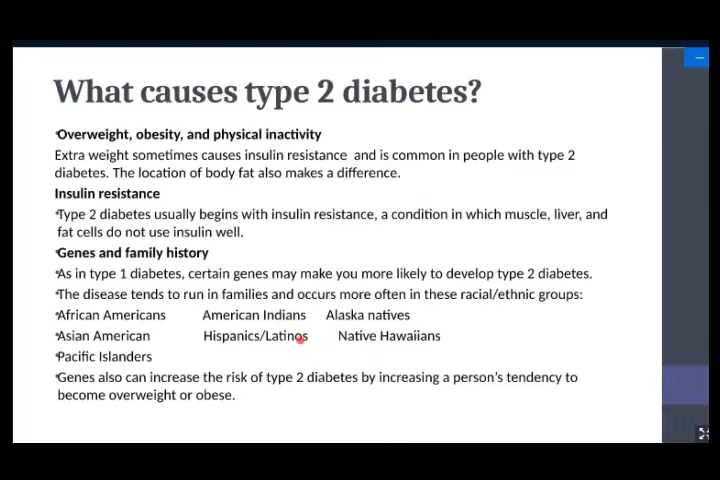 What causes type 2 diabetes?
•Overweight, obesity, and physical inactivity
Extra weight sometimes causes insulin resistance and is common in people with type 2
diabetes. The location of body fat also makes a difference.
Insulin resistance
•Type 2 diabetes usually begins with insulin resistance, a condition in which muscle, liver, and
fat cells do not use insulin well.
•Genes and family history
•As in type 1 diabetes, certain genes may make you more likely to develop type 2 diabetes.
•The disease tends to run in families and occurs more often in these racial/ethnic groups:
•African Americans American Indians Alaska natives
•Asian American Hispanics/Latinos Native Hawaiians
•Pacific Islanders
•Genes also can increase the risk of type 2 diabetes by increasing a person's tendency to
become overweight or obese.